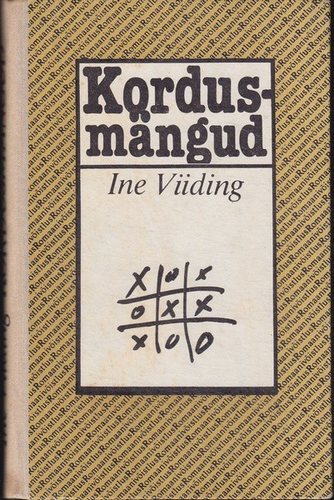 Kordus-
mängud
Ine Viiding
X O X
O X X
X O O